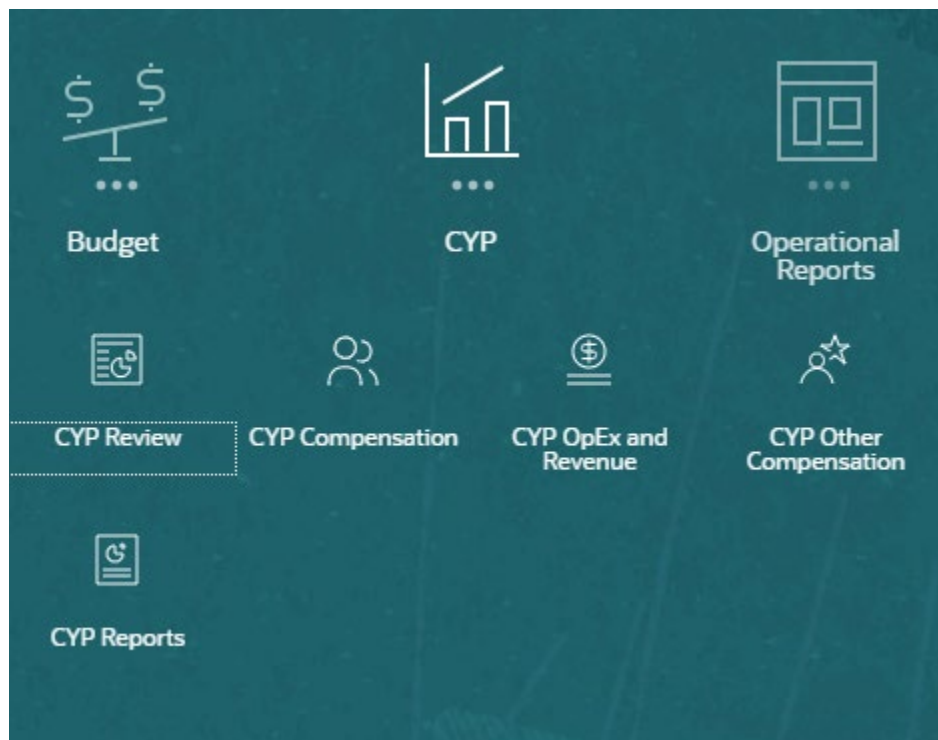 Budget
CYP
Operational
Reports
CYP Review
CYP Compensation
CYP OpEx and
Revenue
CYP Other
Compensation
CYP Reports